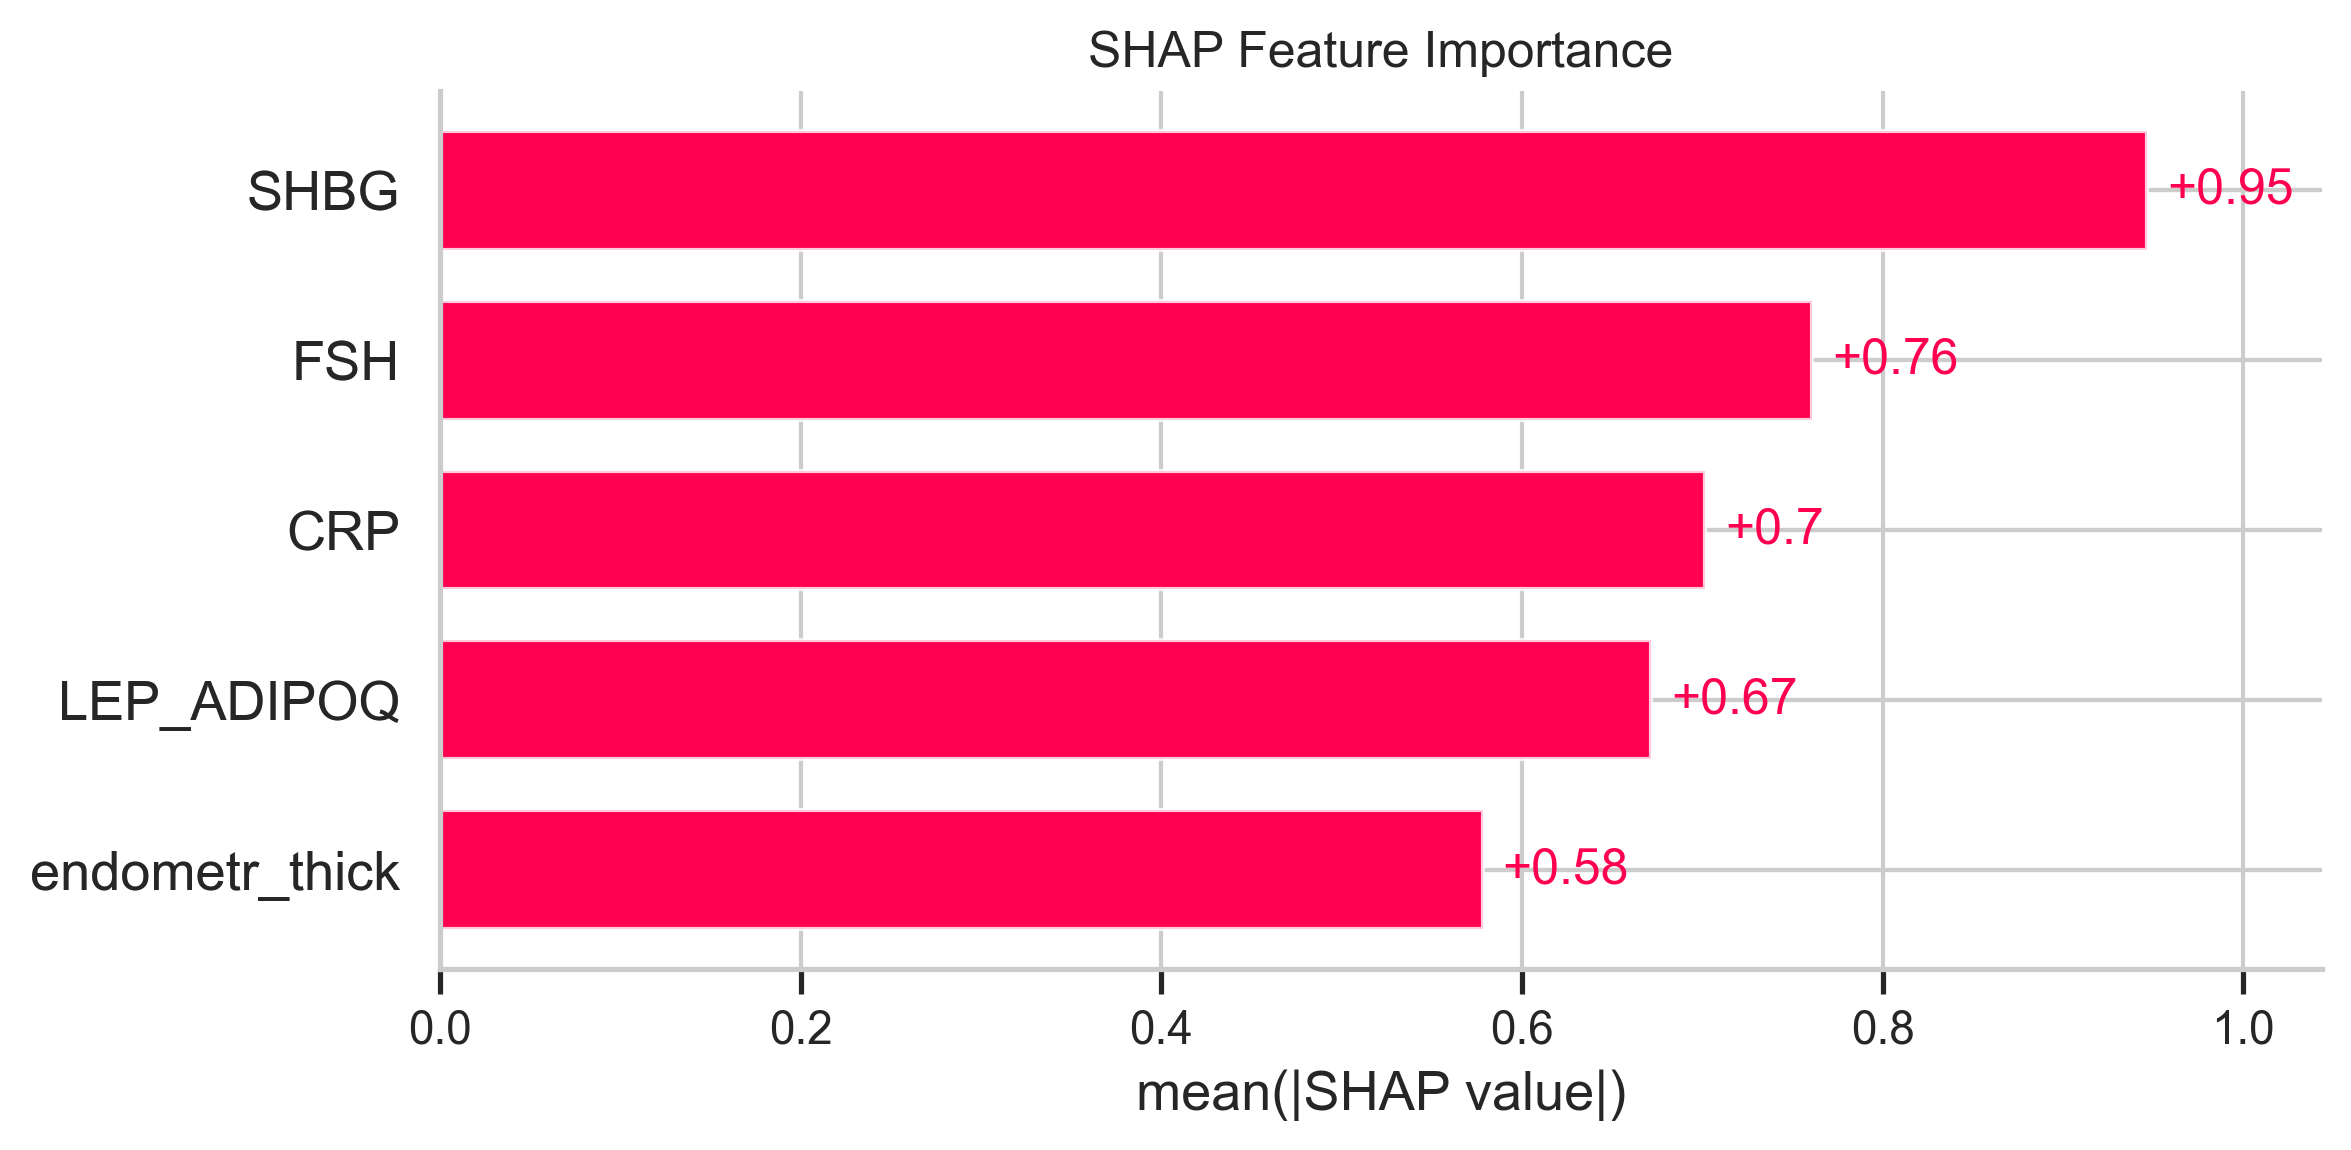 SHAP Feature Importance
SHBG +0.95
FSH +0.76
CRP +0.7
LEP_ADIPOQ +0.67
endometr_thick +0.58
0.0 0.2 0.4 0.6 0.8 1.0
mean(|SHAP value|)